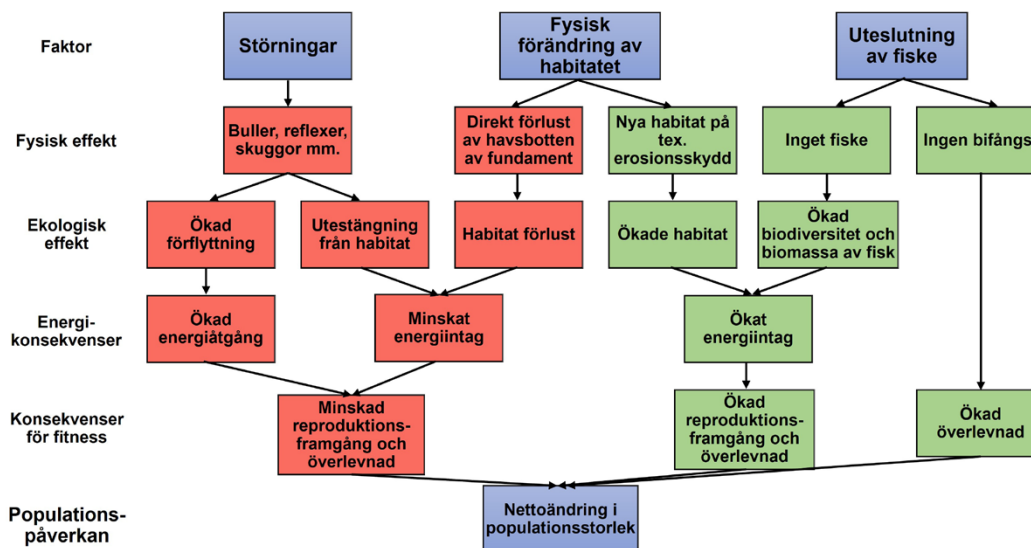 Faktor
Störningar
Fysisk
förändring av
habitatet
Uteslutning
av fiske
Fysisk effekt
Buller, reflexer,
skuggor mm.
Direkt förlust
av havsbotten
av fundament
Nya habitat på
tex.
erosionsskydd
Inget fiske
Ingen bifångst
Ekologisk
effekt
Ökad
förflyttning
Utestängning
från habitat
Habitat förlust
Ökade habitat
Ökad
biodiversitet och
biomassa av fisk
Energi-
konsekvenser
Ökad
energiåtgång
Minskat
energiintag
Ökat
energiintag
Konsekvenser
för fitness
Minskad
reproduktions-
framgång och
överlevnad
Ökad
reproduktions-
framgång och
överlevnad
Ökad
överlevnad
Populations-
påverkan
Nettoändring i
populationsstorlek